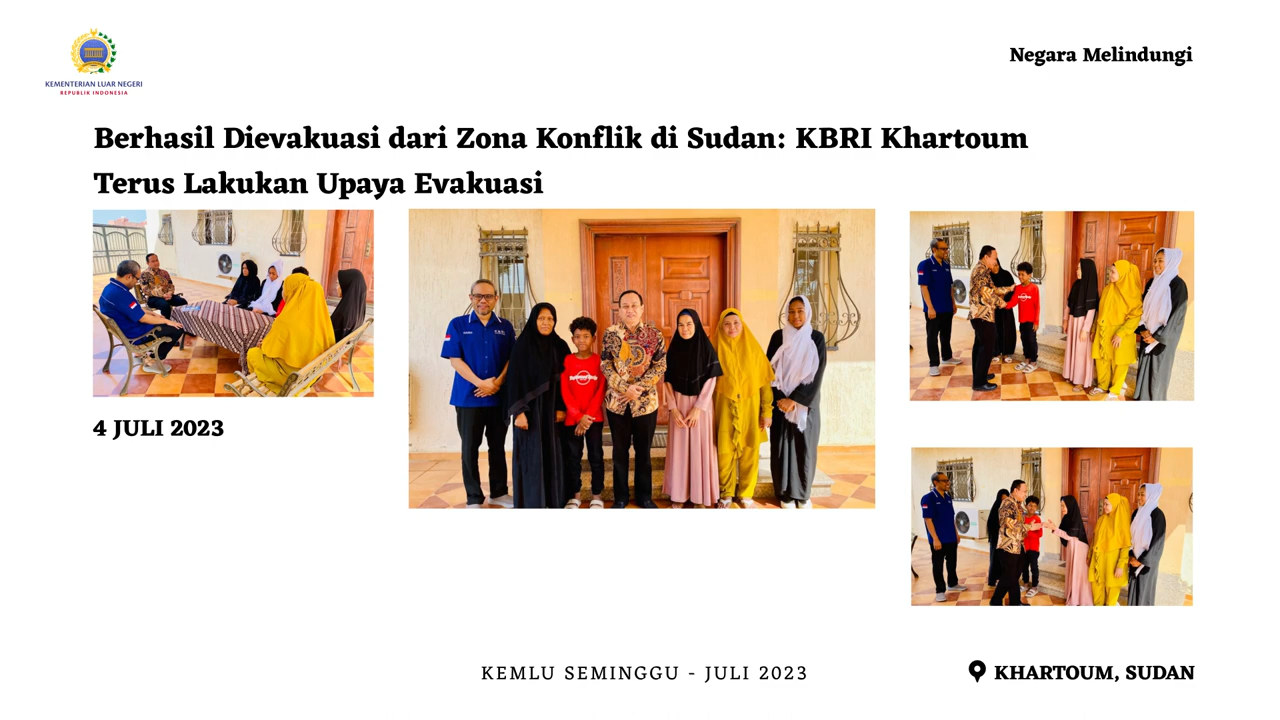 KEMENTERIAN LUAR NEGERI
REPUBLIK INDONESIA
Negara Melindungi
Berhasil Dievakuasi dari Zona Konflik di Sudan: KBRI Khartoum
Terus Lakukan Upaya Evakuasi
4 JULI 2023
KEMLU SEMINGGU - JULI 2023
KHARTOUM, SUDAN